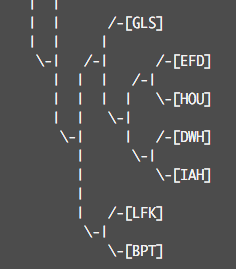 /-[GLS]
/-[EFD]
\-[HOU]
/-[DWH]
\-[IAH]
/-[LFK]
\-[BPT]